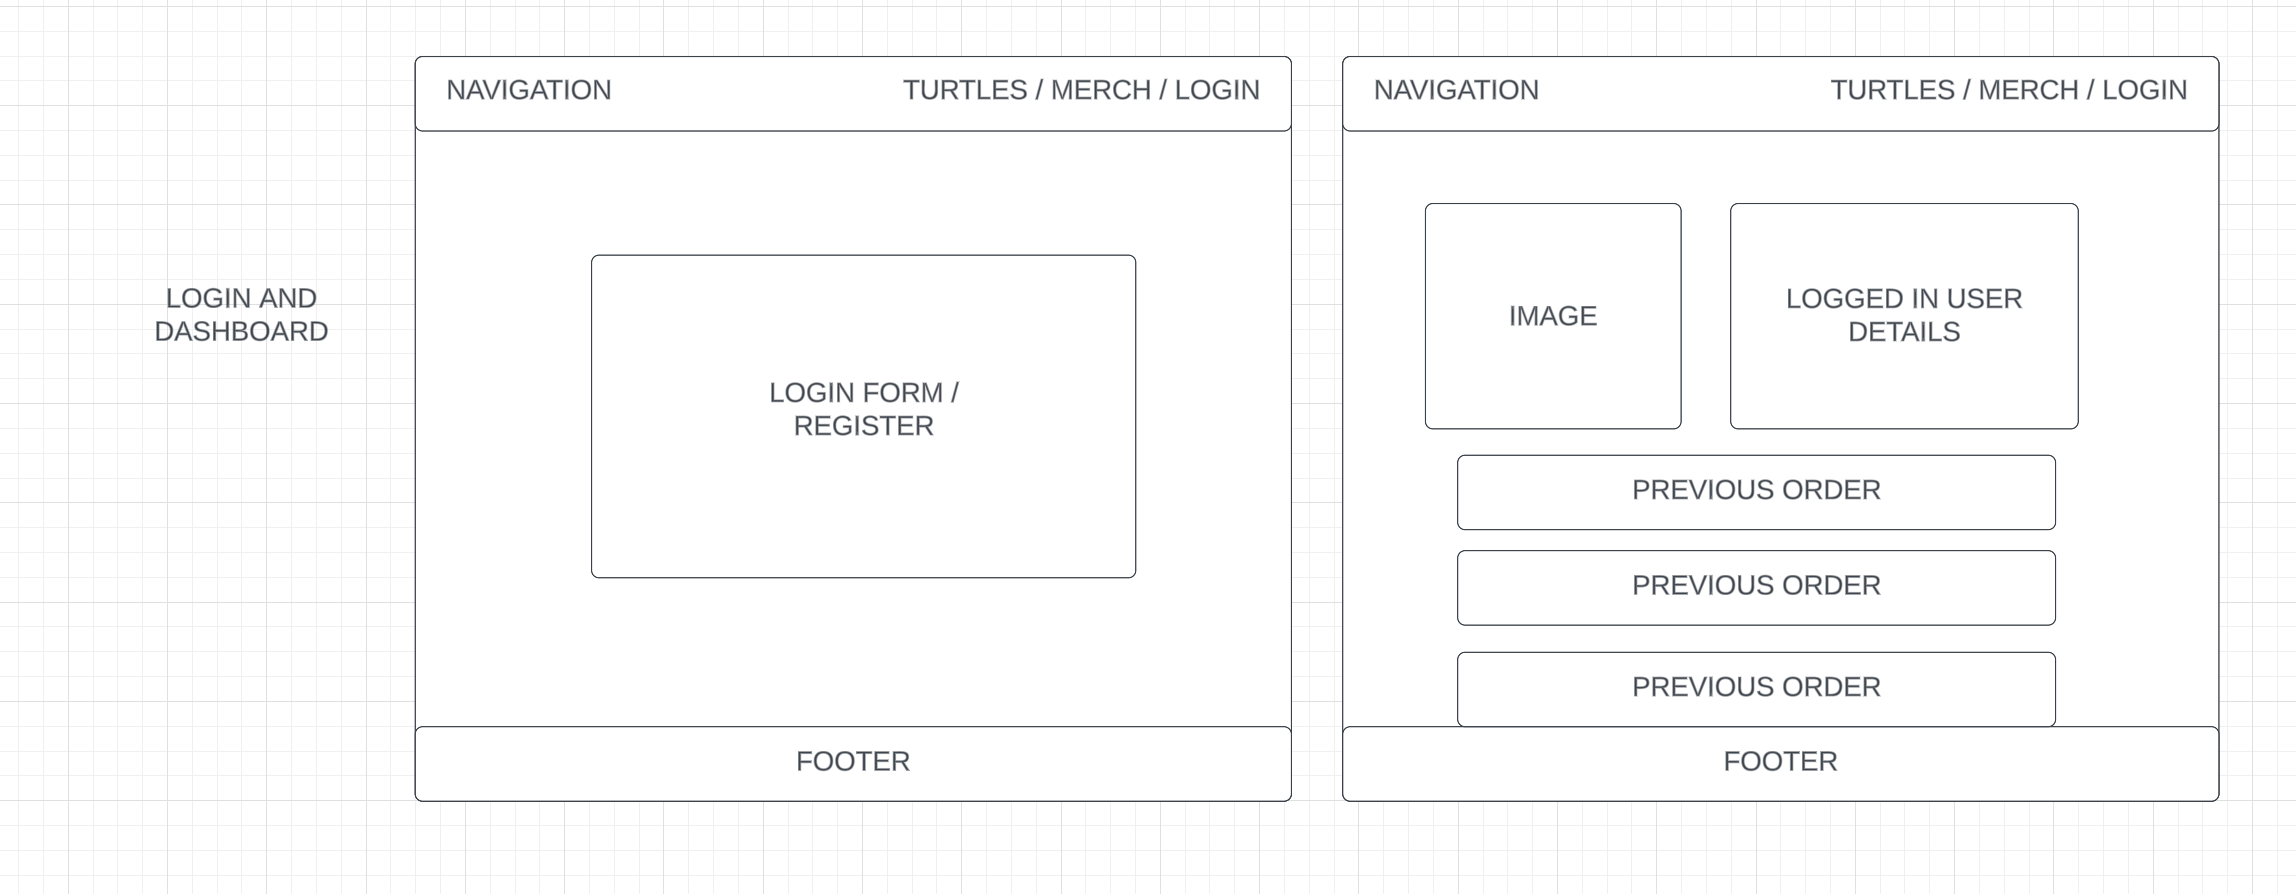 LOGIN AND
DASHBOARD
NAVIGATION
TURTLES / MERCH / LOGIN
LOGIN FORM /
REGISTER
FOOTER
NAVIGATION
TURTLES / MERCH / LOGIN
IMAGE
LOGGED IN USER
DETAILS
PREVIOUS ORDER
PREVIOUS ORDER
PREVIOUS ORDER
FOOTER